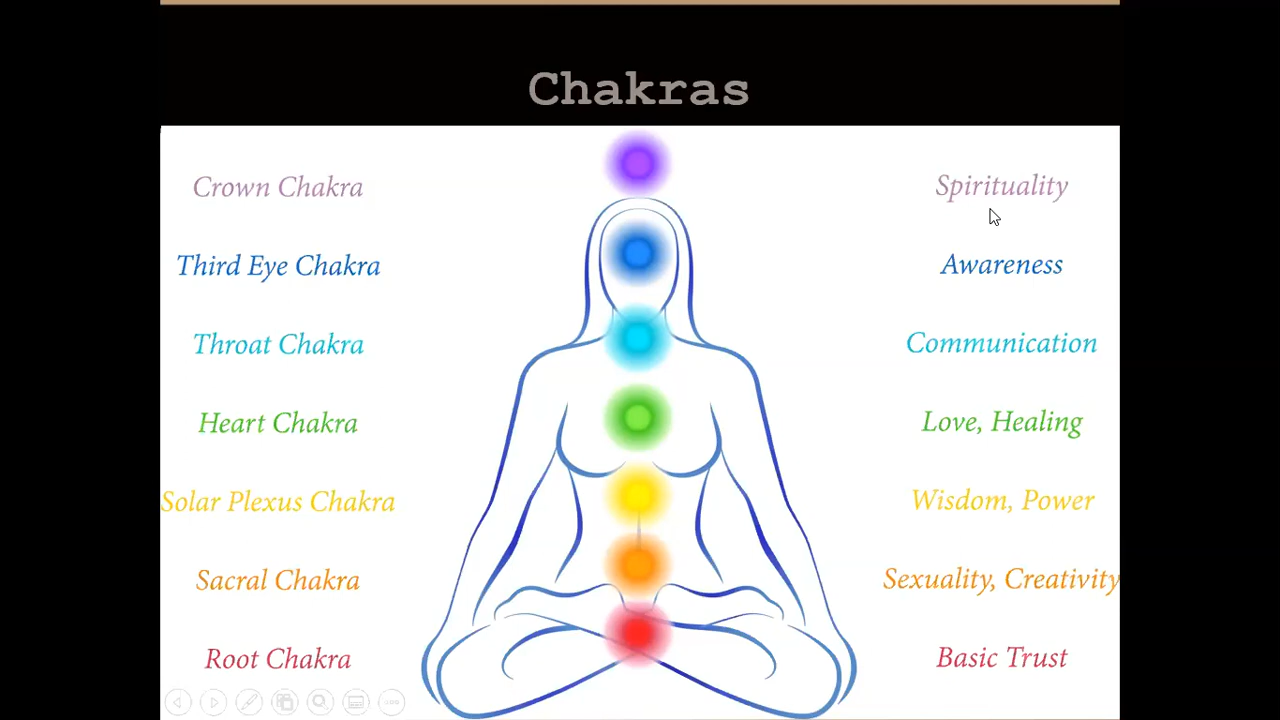 Chakras
Crown Chakra
Spirituality
Third Eye Chakra
Awareness
Throat Chakra
Communication
Heart Chakra
Love, Healing
Solar Plexus Chakra
Wisdom, Power
Sacral Chakra
Sexuality, Creativity
Root Chakra
Basic Trust